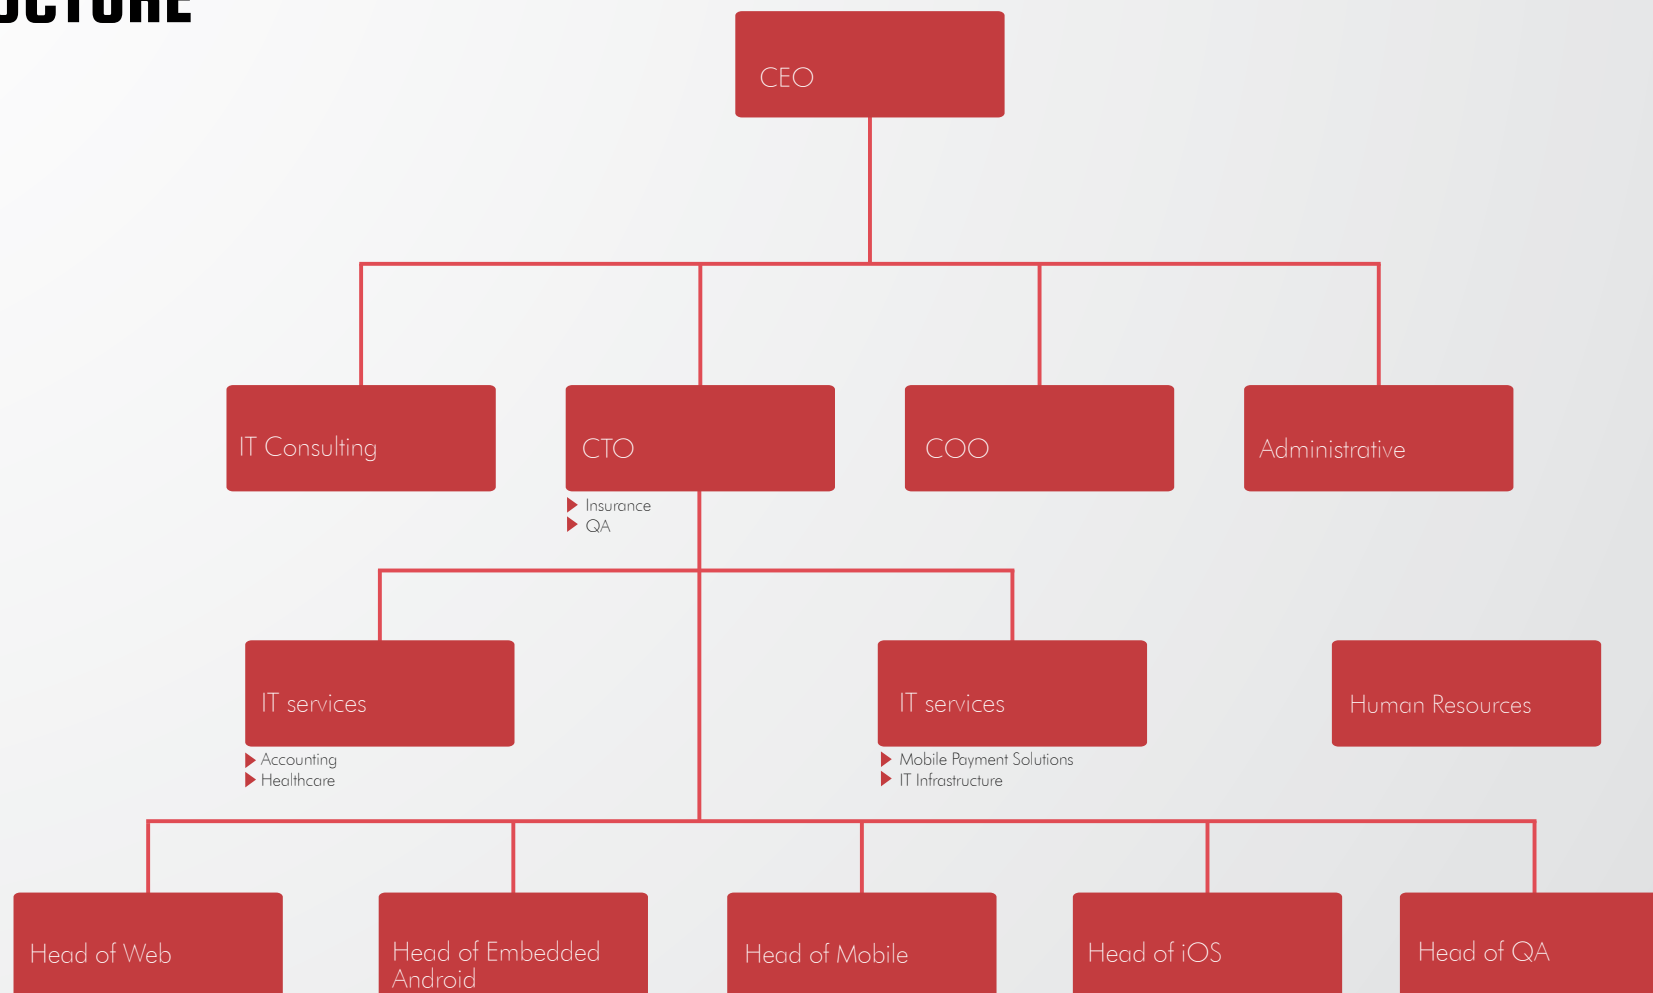 CEO
IT Consulting
CTO
COO
Administrative
Insurance
QA
IT services
IT services
Human Resources
Accounting
Healthcare
Mobile Payment Solutions
IT Infrastructure
Head of Web
Head of Embedded
Android
Head of Mobile
Head of iOS
Head of QA